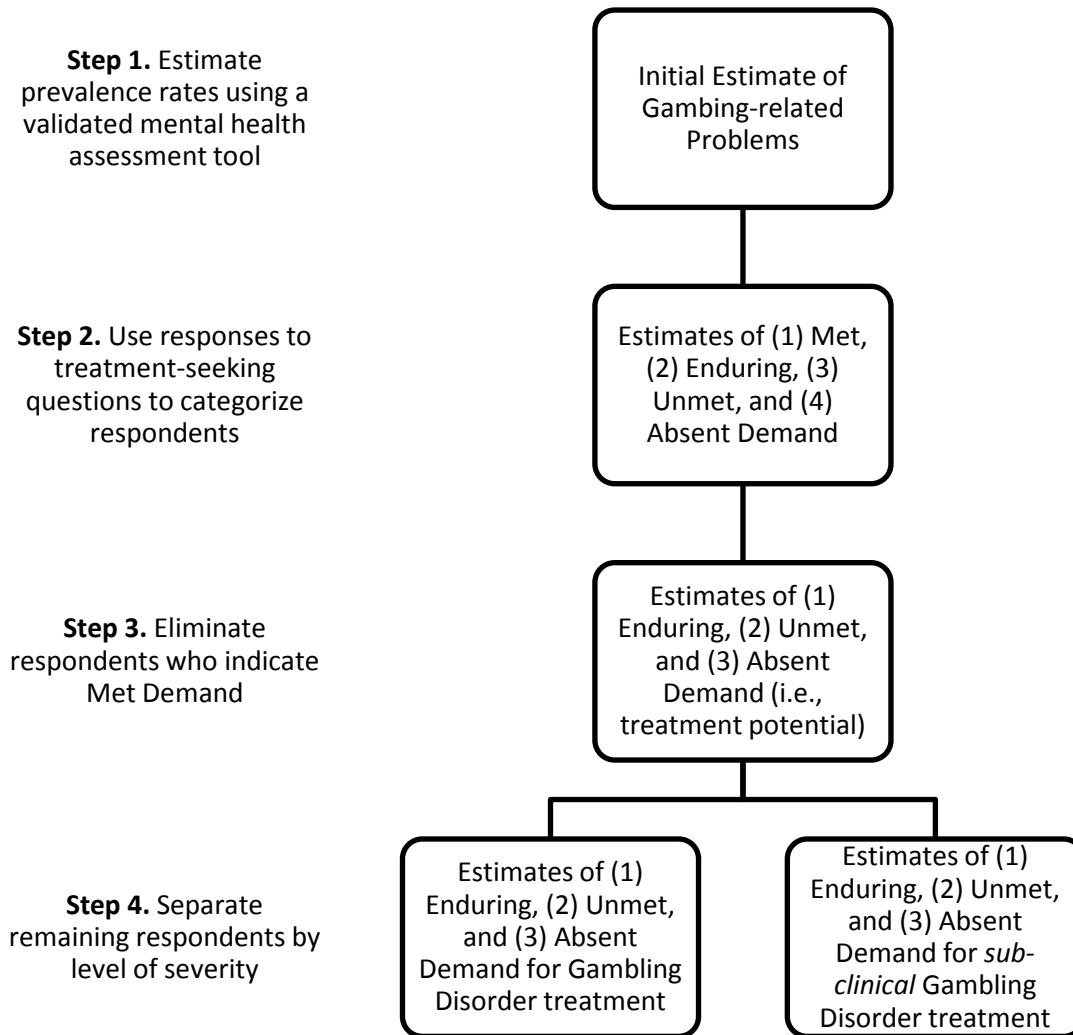 Step 1. Estimate
prevalence rates using a
validated mental health
assessment tool
Initial Estimate of
Gambing-related
Problems
Step 2. Use responses to
treatment-seeking
questions to categorize
respondents
Estimates of (1) Met,
(2) Enduring, (3)
Unmet, and (4)
Absent Demand
Step 3. Eliminate
respondents who indicate
Met Demand
Estimates of (1)
Enduring, (2) Unmet,
and (3) Absent
Demand (i.e.,
treatment potential)
Step 4. Separate
remaining respondents by
level of severity
Estimates of (1)
Enduring, (2) Unmet,
and (3) Absent
Demand for Gambling
Disorder treatment
Estimates of (1)
Enduring, (2) Unmet,
and (3) Absent
Demand for sub-
clinical Gambling
Disorder treatment